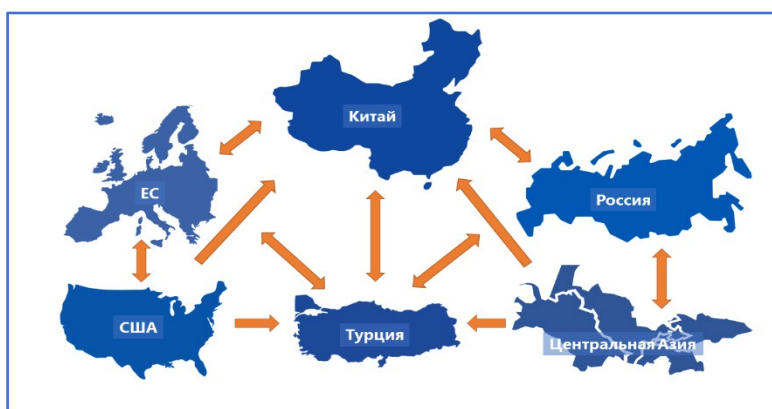 Китай
ЕС
Россия
США
Турция
Центральная Азия